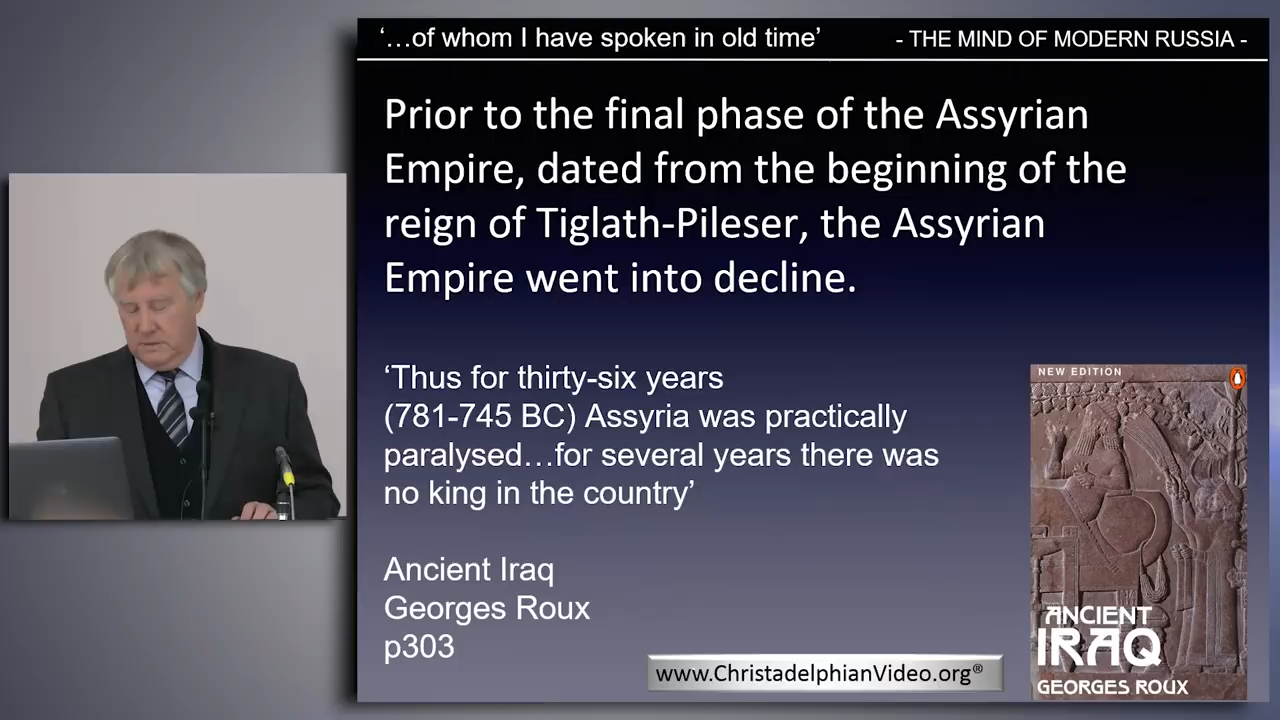 ‘…of whom I have spoken in old time’ - THE MIND OF MODERN RUSSIA -
Prior to the final phase of the Assyrian
Empire, dated from the beginning of the
reign of Tiglath-Pileser, the Assyrian
Empire went into decline.
‘Thus for thirty-six years
(781-745 BC) Assyria was practically
paralysed…for several years there was
no king in the country’
Ancient Iraq
Georges Roux
p303
NEW EDITION
ANCIENT
IRAQ
GEORGES ROUX
www.ChristadelphianVideo.org®